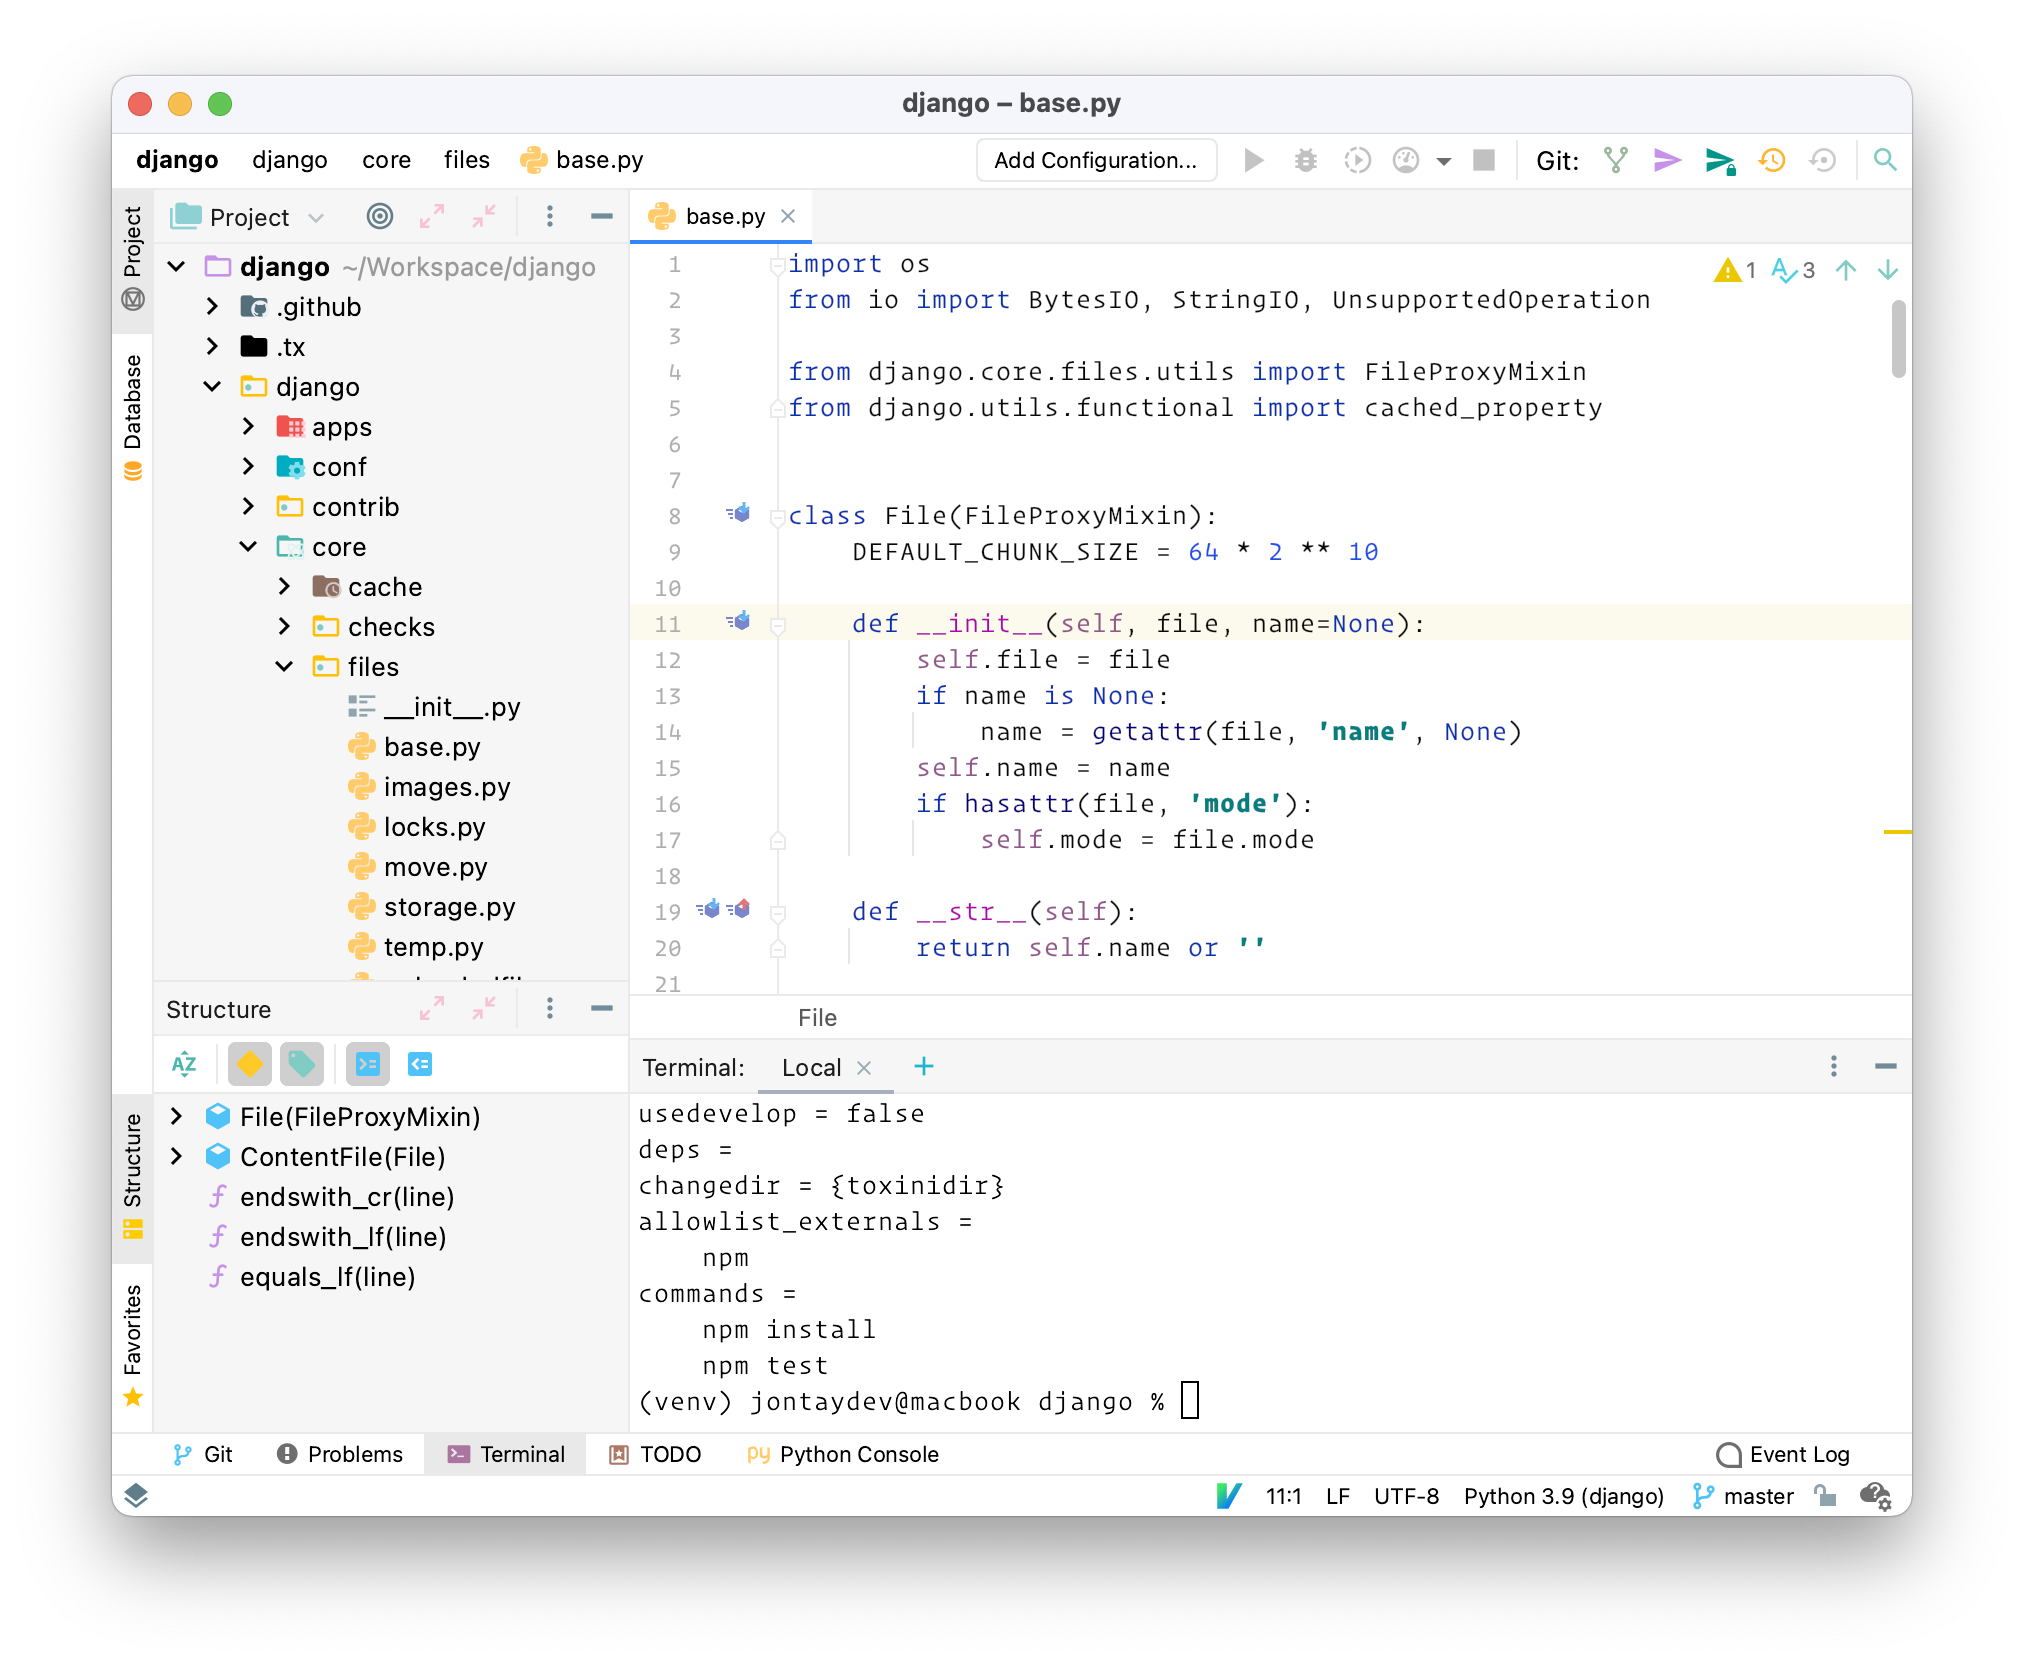 django – base.py
django django core files base.py Add Configuration... Git:
Project
Project
base.py
django ~/Workspace/django
.github
.tx
django
apps
conf
contrib
core
cache
checks
files
__init__.py
base.py
images.py
locks.py
move.py
storage.py
temp.py
Database
1 3
1 import os
2 from io import BytesIO, StringIO, UnsupportedOperation
3
4 from django.core.files.utils import FileProxyMixin
5 from django.utils.functional import cached_property
6
7
8 class File(FileProxyMixin):
9 DEFAULT_CHUNK_SIZE = 64 * 2 ** 10
10
11 def __init__(self, file, name=None):
12 self.file = file
13 if name is None:
14 name = getattr(file, 'name', None)
15 self.name = name
16 if hasattr(file, 'mode'):
17 self.mode = file.mode
18
19 def __str__(self):
20 return self.name or ''
21
File
Structure
AZ
File(FileProxyMixin)
ContentFile(File)
endswith_cr(line)
endswith_lf(line)
equals_lf(line)
Structure
Favorites
Terminal: Local
usedevelop = false
deps =
changedir = {toxinidir}
allowlist_externals =
npm
commands =
npm install
npm test
(venv) jontaydev@macbook django %
Git Problems Terminal TODO Python Console Event Log
11:1 LF UTF-8 Python 3.9 (django) master